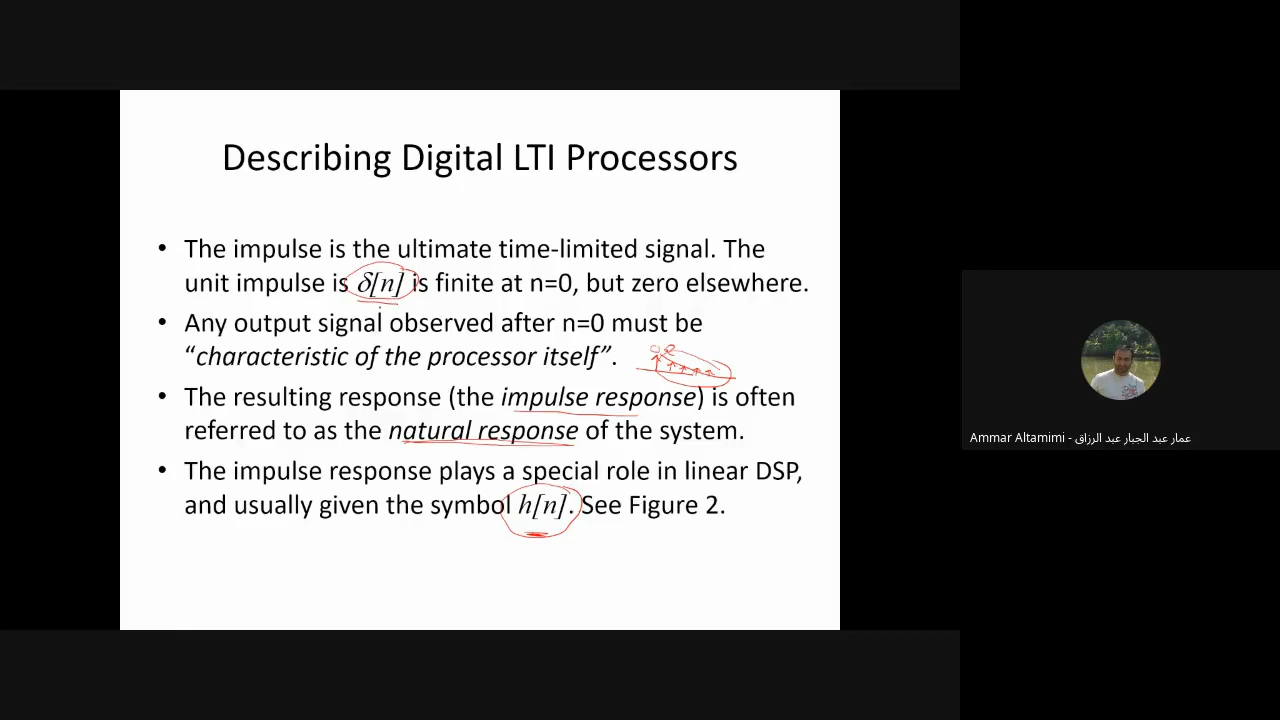 Describing Digital LTI Processors
• The impulse is the ultimate time-limited signal. The
unit impulse is δ[n] is finite at n=0, but zero elsewhere.
• Any output signal observed after n=0 must be
“characteristic of the processor itself”.
• The resulting response (the impulse response) is often
referred to as the natural response of the system.
• The impulse response plays a special role in linear DSP,
and usually given the symbol h[n]. See Figure 2.
Ammar Altamimi - عمار عبد الجبار عبد الرزاق